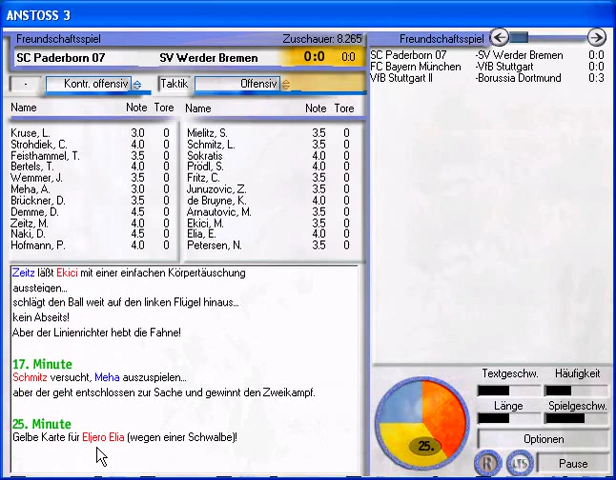 ANSTOSS 3
Freundschaftsspiel Zuschauer: 8.265
SC Paderborn 07 SV Werder Bremen 0:0 0:0
- Kontr. offensiv Taktik Offensiv
Name Note Tore Name Note Tore
Kruse, L. 3.0 0 Mielitz, S. 3.5 0
Strohdiek, C. 4.0 0 Schmitz, L. 3.5 0
Feisthammel, T. 3.5 0 Sokratis 3.5 0
Bertels, T. 4.0 0 Prödl, S. 4.0 0
Wemmer, J. 3.5 0 Fritz, C. 3.5 0
Meha, A. 3.0 0 Junuzovic, Z. 3.5 0
Brückner, D. 3.5 0 de Bruyne, K. 4.0 0
Demme, D. 4.5 0 Arnautovic, M. 3.5 0
Zeitz, M. 4.0 0 Ekici, M. 3.5 0
Naki, D. 4.5 0 Elia, E. 4.0 0
Hofmann, P. 4.0 0 Petersen, N. 3.5 0
Zeitz läßt Ekici mit einer einfachen Körpertäuschung
aussteigen...
schlägt den Ball weit auf den linken Flügel hinaus...
kein Abseits!
Aber der Linienrichter hebt die Fahne!
17. Minute
Schmitz versucht, Meha auszuspielen...
aber der geht entschlossen zur Sache und gewinnt den Zweikampf.
25. Minute
Gelbe Karte für Eljero Elia (wegen einer Schwalbe)!
Freundschaftsspiel
SC Paderborn 07 -SV Werder Bremen 0:0
FC Bayern München -VfB Stuttgart 0:0
VfB Stuttgart II -Borussia Dortmund 0:3
25.
Textgeschw. Häufigkeit
Länge Spielgeschw.
Optionen
R LTS Pause